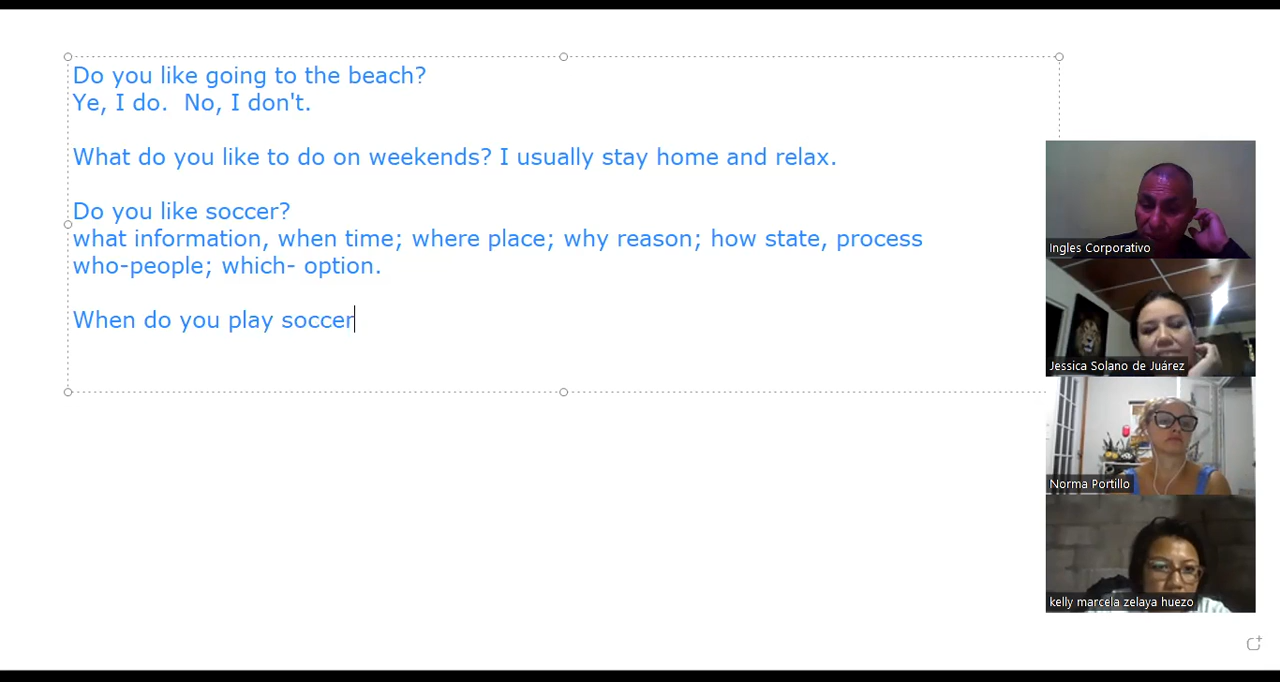 Do you like going to the beach?
Ye, I do.  No, I don't.
What do you like to do on weekends? I usually stay home and relax.
Do you like soccer?
what information, when time; where place; why reason; how state, process
who-people; which- option.
When do you play soccer
Ingles Corporativo
Jessica Solano de Juárez
Norma Portillo
kelly marcela zelaya huezo